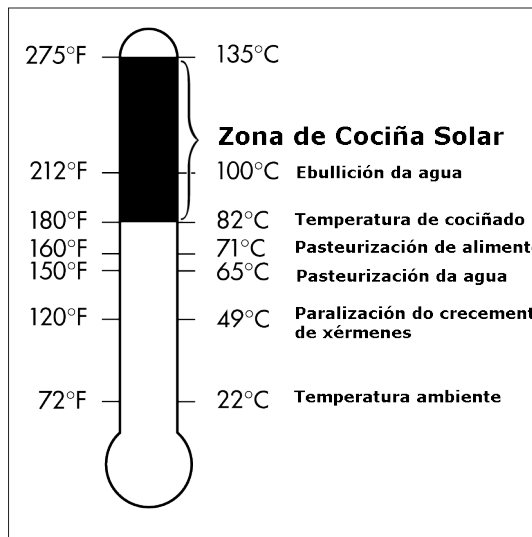 275°F 135°C
Zona de Cociña Solar
212°F 100°C Ebullición da agua
180°F 82°C Temperatura de cociñado
160°F 71°C Pasteurización de aliment
150°F 65°C Pasteurización da agua
120°F 49°C Paralización do crecement
de xérmenes
72°F 22°C Temperatura ambiente